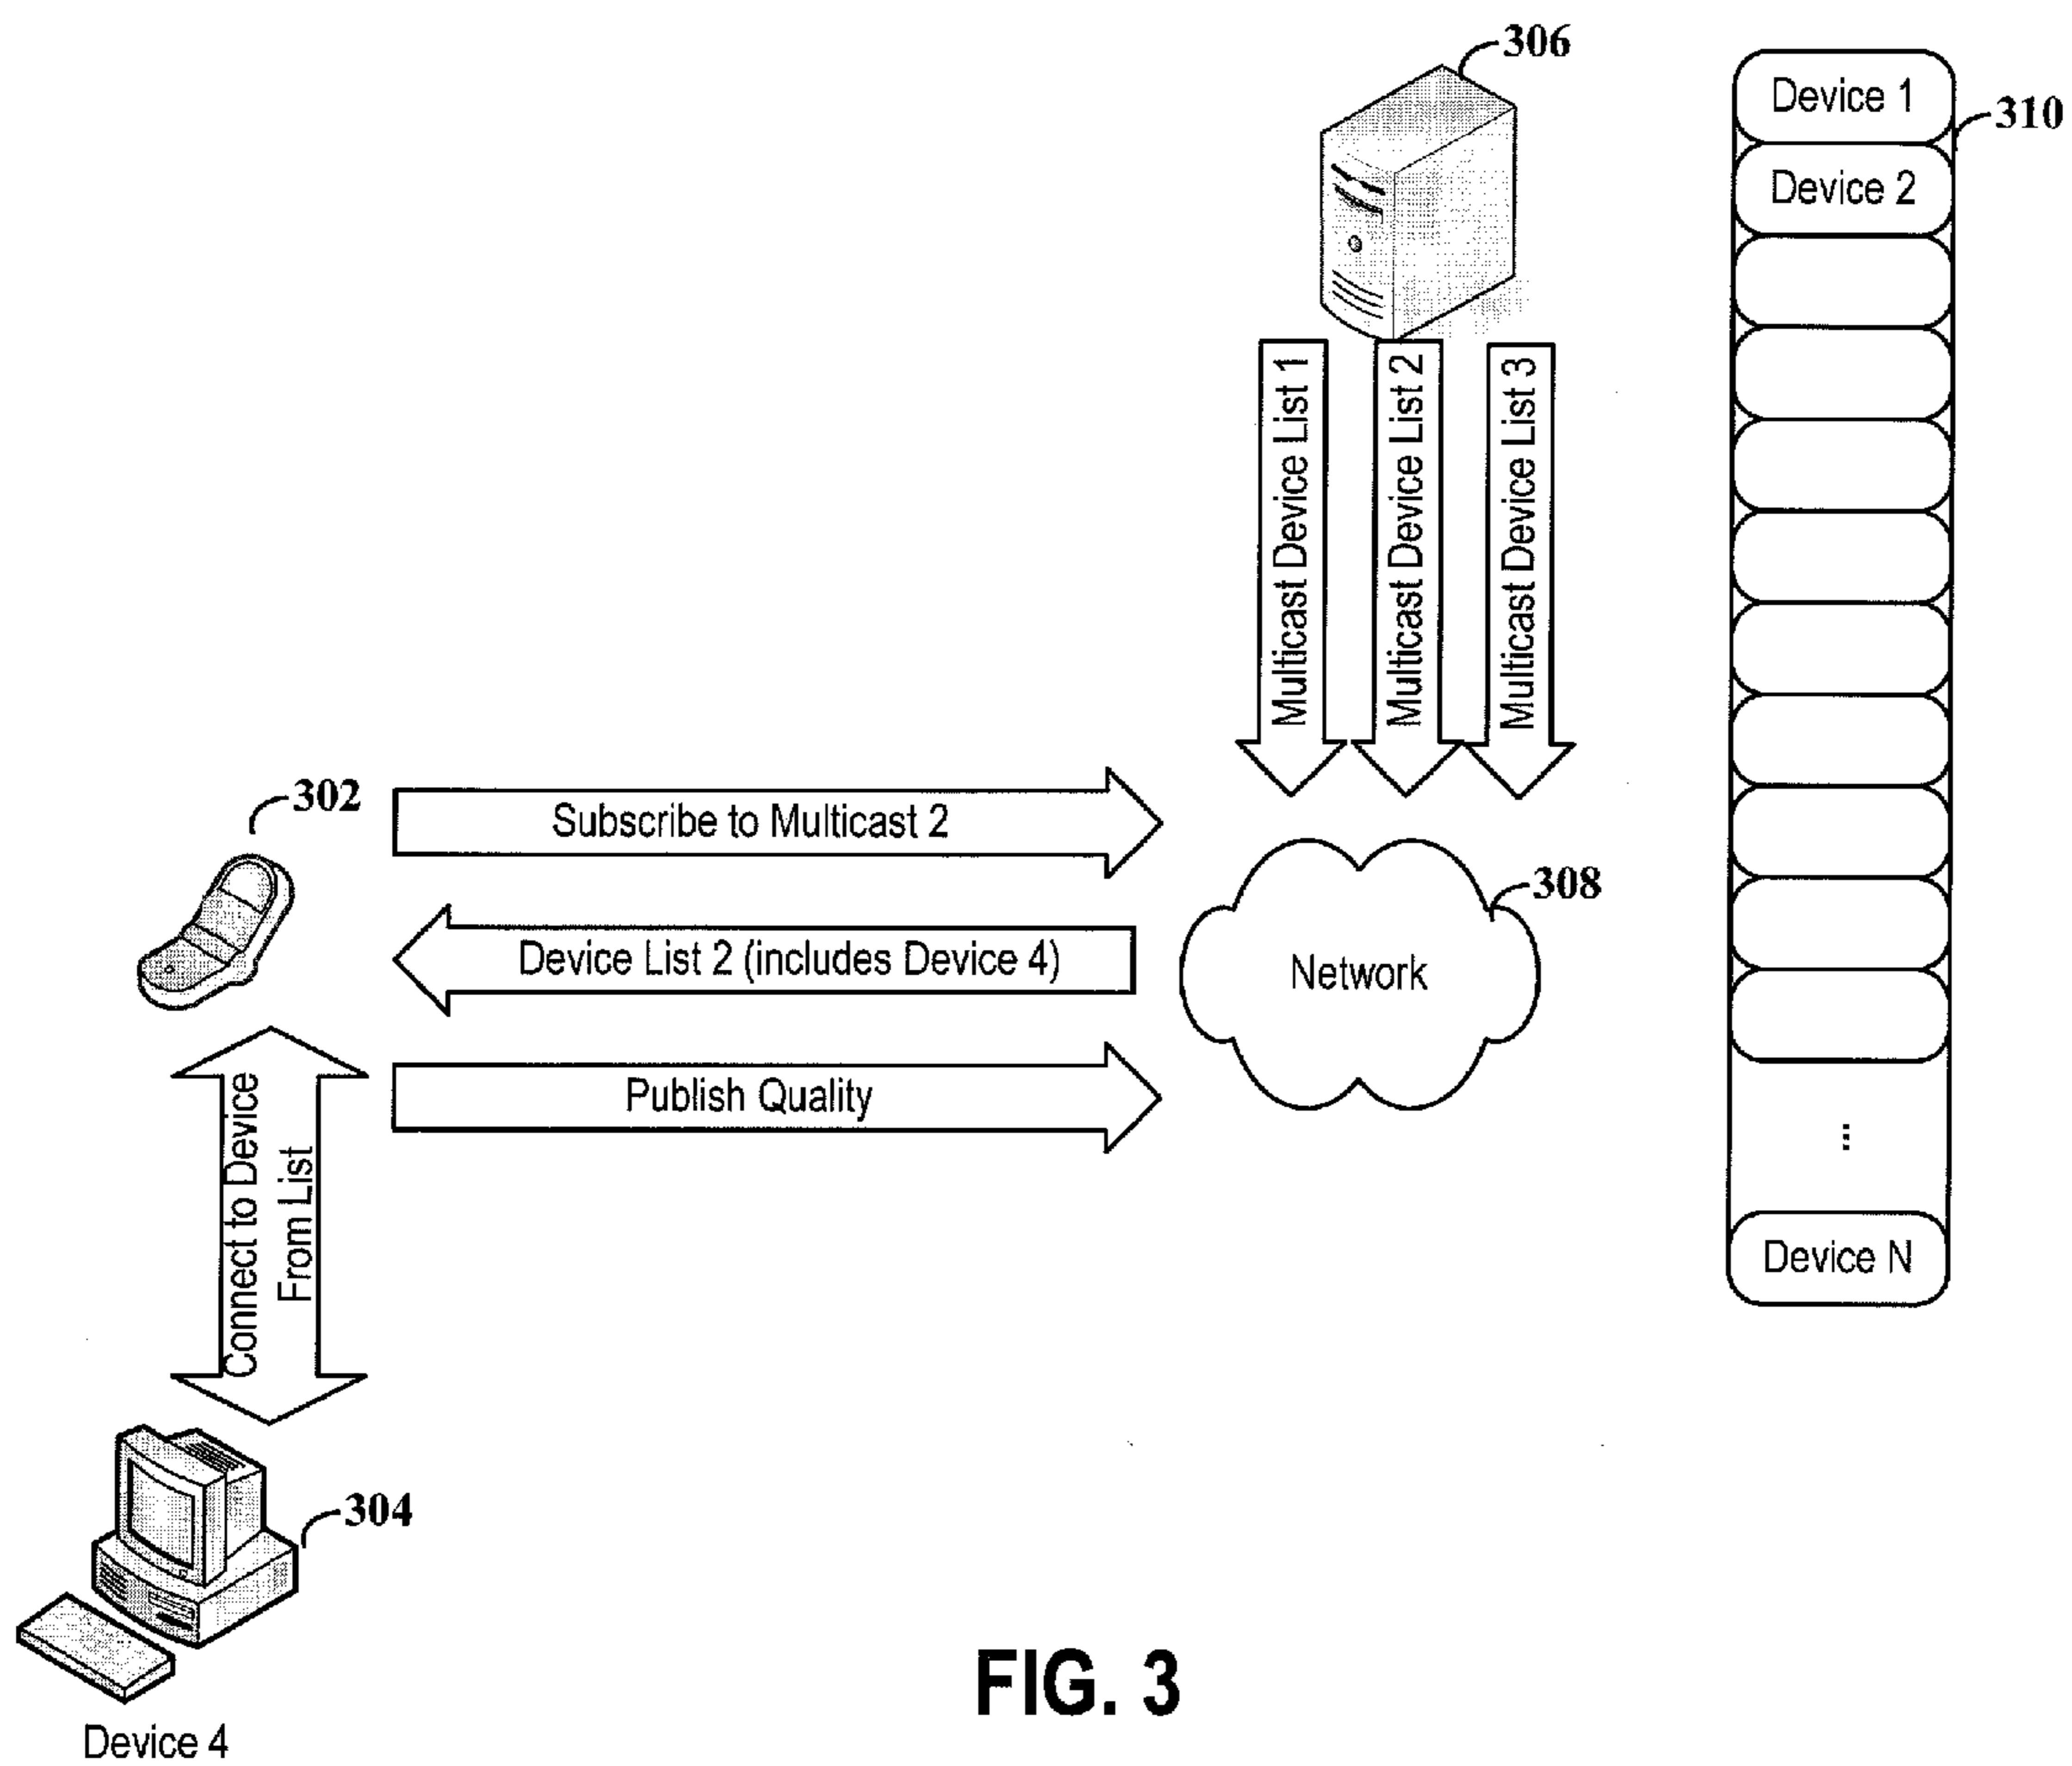 306
Device 1
310
Device 2
Multicast Device List 1
Multicast Device List 2
Multicast Device List 3
302
Subscribe to Multicast 2
308
Device List 2 (includes Device 4)
Network
Publish Quality
Connect to Device
From List
...
Device N
304
Device 4
FIG. 3